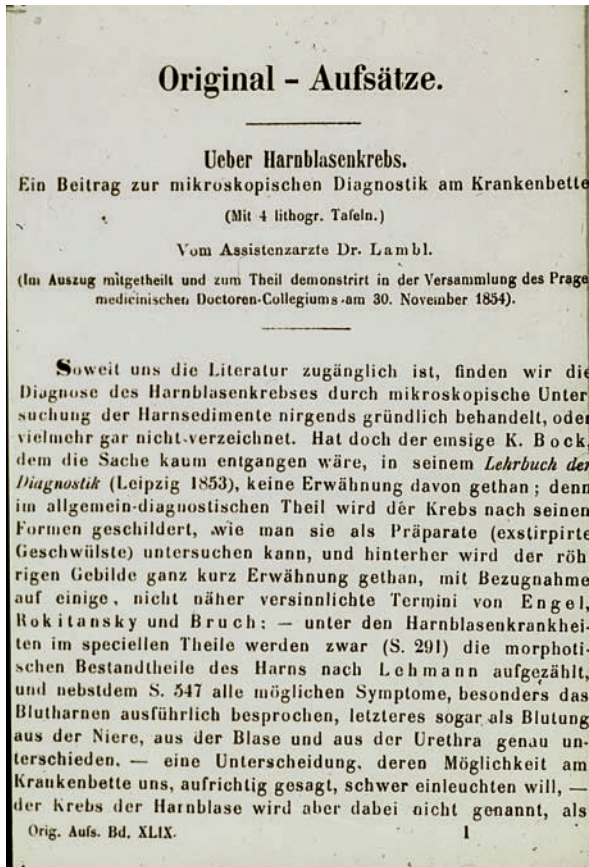 Original – Aufsätze.
Ueber Harnblasenkrebs.
Ein Beitrag zur mikroskopischen Diagnostik am Krankenbette
(Mit 4 lithogr. Tafeln.)
Vom Assistenzarzte Dr. Lambl.
(Im Auszug mitgetheilt und zum Theil demonstrirt in der Versammlung des Prage
medicinischen Doctoren-Collegiums am 30. November 1854).
Soweit uns die Literatur zugänglich ist, finden wir die
Diagnose des Harnblasenkrebses durch mikroskopische Unter
suchung der Harnsedimente nirgends gründlich behandelt, oder
vielmehr gar nicht verzeichnet. Hat doch der emsige K. Bock,
dem die Sache kaum entgangen wäre, in seinem Lehrbuch der
Diagnostik (Leipzig 1853), keine Erwähnung davon gethan; denn
im allgemein-diagnostischen Theil wird der Krebs nach seinen
Formen geschildert, wie man sie als Präparate (exstirpirte
Geschwülste) untersuchen kann, und hinterher wird der röh
rigen Gebilde ganz kurz Erwähnung gethan, mit Bezugnahme
auf einige, nicht näher versinnlichte Termini von Engel,
Rokitansky und Bruch; — unter den Harnblasenkrankhei-
ten im speciellen Theile werden zwar (S. 291) die morphoti-
schen Bestandtheile des Harns nach Lehmann aufgezählt,
und nebstdem S. 547 alle möglichen Symptome, besonders das
Blutharnen ausführlich besprochen, letzteres sogar als Blutung
aus der Niere, aus der Blase und aus der Urethra genau un-
terschieden, — eine Unterscheidung, deren Möglichkeit am
Krankenbette uns, aufrichtig gesagt, schwer einleuchten will, —
der Krebs der Harnblase wird aber dabei nicht genannt, als
Orig. Aufs. Bd. XLIX. 1